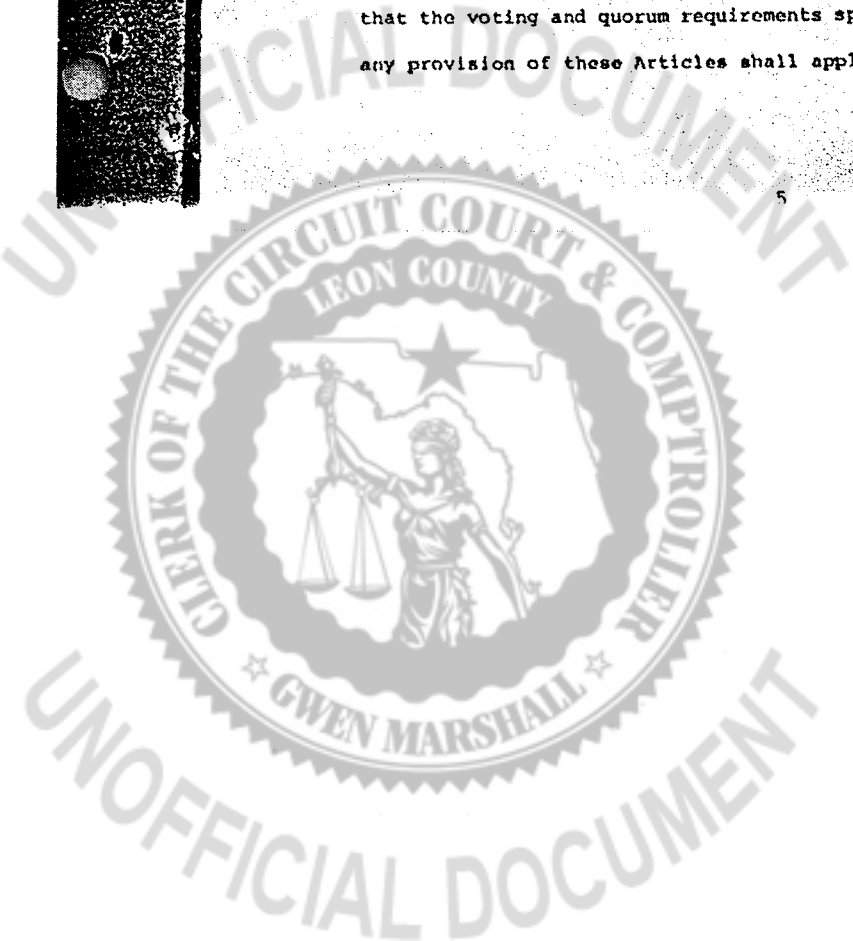 that the voting and quorum requirements sp
any provision of these Articles shall appl
5
UNOFFICIAL DOCUMENT
CLERK OF THE CIRCUIT COURT & COMPTROLLER
LEON COUNTY
GWEN MARSHALL
UNOFFICIAL DOCUMENT